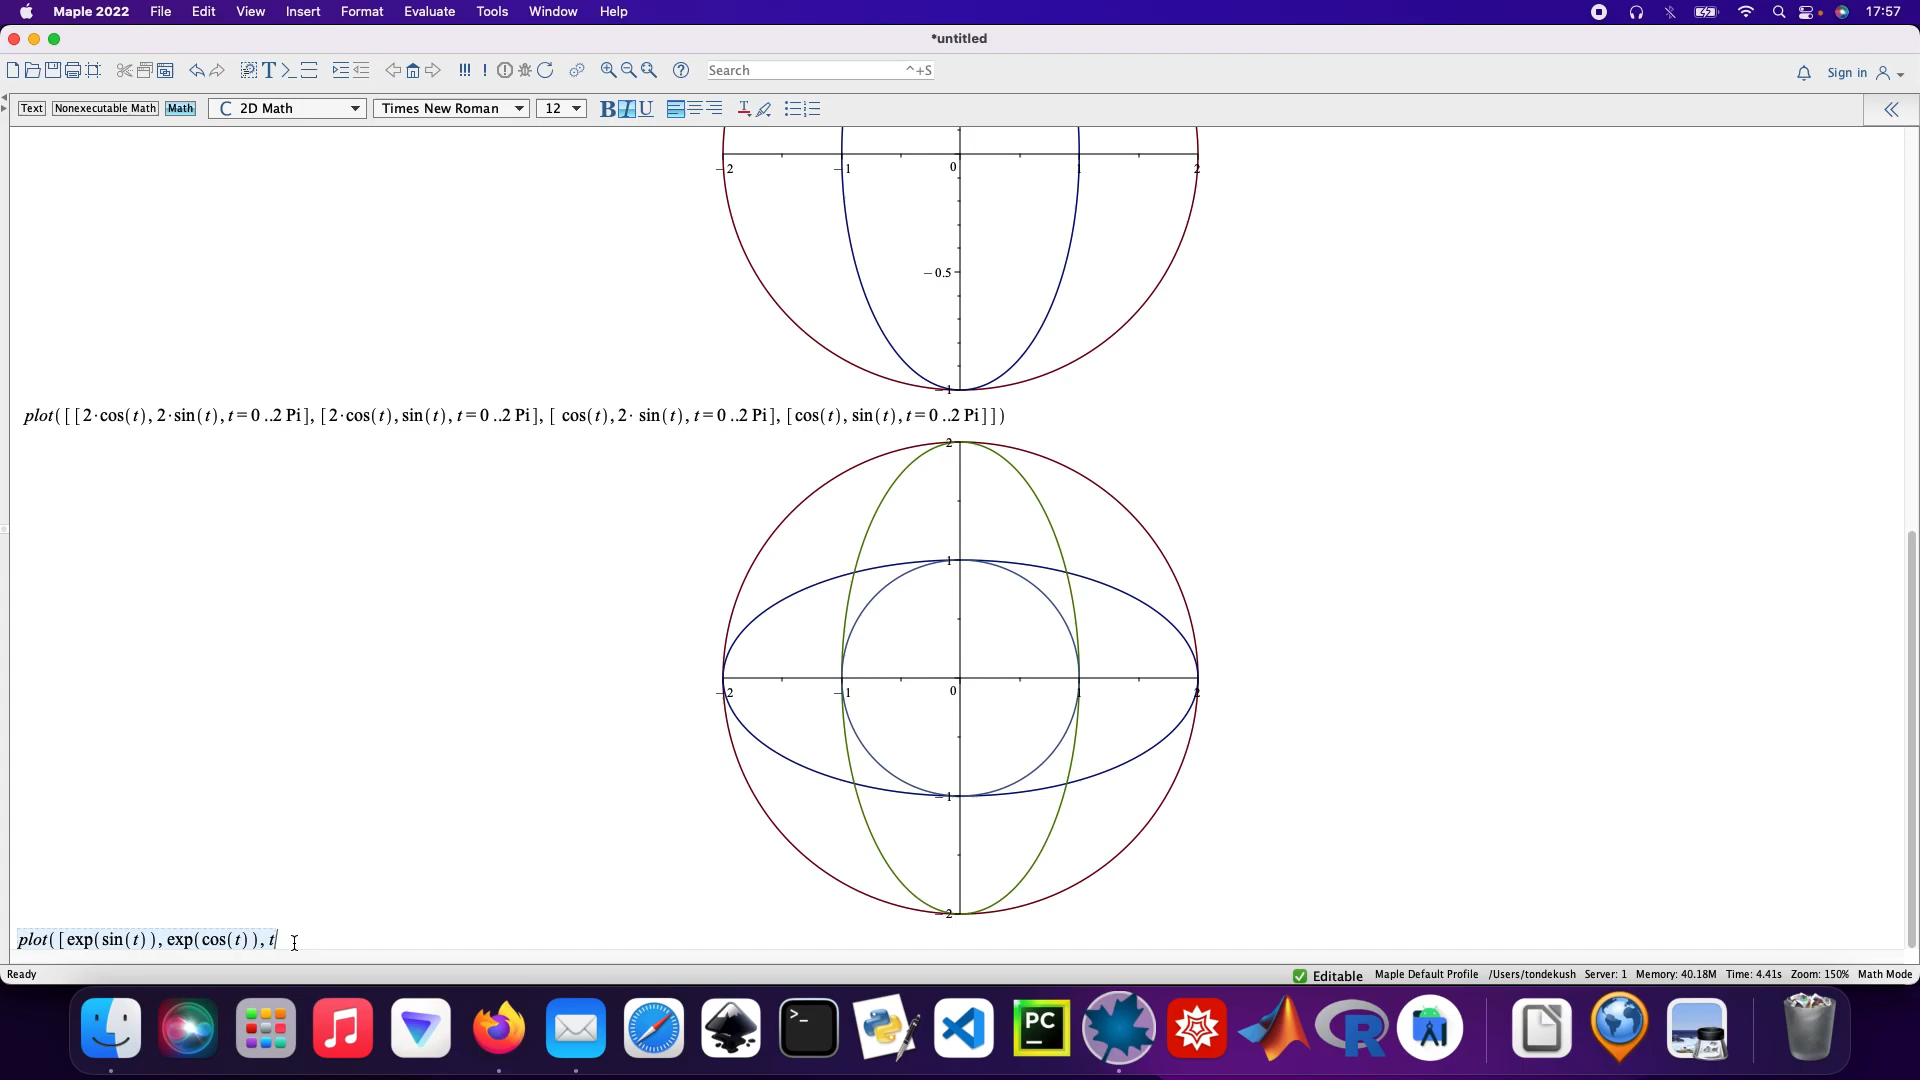 Maple 2022 File Edit View Insert Format Evaluate Tools Window Help 17:57
*untitled
Search ^+S Sign in
Text Nonexecutable Math Math C 2D Math Times New Roman 12 B I U
-2 -1 0 1 2
-0.5
-1
plot([[2·cos(t), 2·sin(t), t=0 ..2 Pi], [2·cos(t), sin(t), t=0 ..2 Pi], [ cos(t), 2· sin(t), t=0 ..2 Pi], [cos(t), sin(t), t=0 ..2 Pi]])
2
1
-2 -1 0 1 2
-1
-2
plot([exp(sin(t)), exp(cos(t)), t
Ready Editable Maple Default Profile /Users/tondekush Server: 1 Memory: 40.18M Time: 4.41s Zoom: 150% Math Mode
>_ PC R